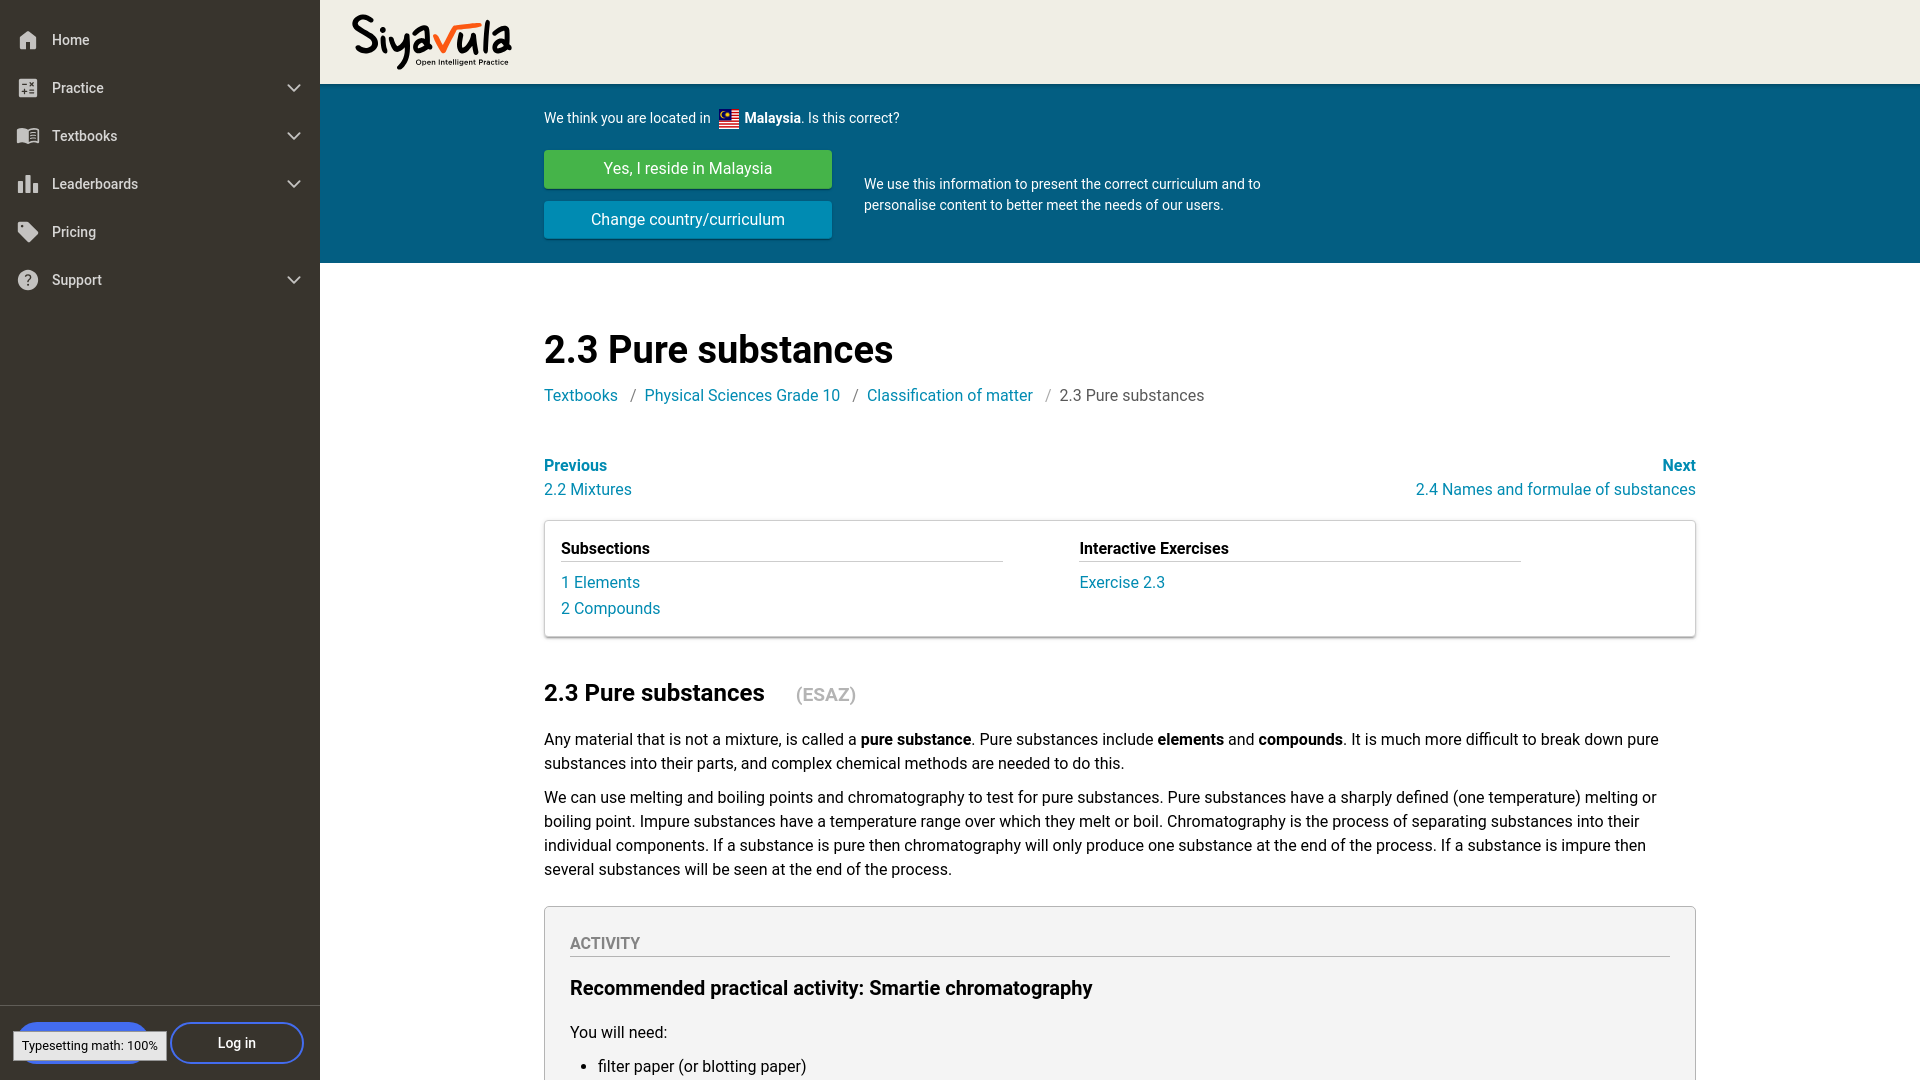 Home
Practice
Textbooks
Leaderboards
Pricing
Support
Typesetting math: 100%
Log in
Siyavula
Open Intelligent Practice
We think you are located in Malaysia. Is this correct?
Yes, I reside in Malaysia
Change country/curriculum
We use this information to present the correct curriculum and to
personalise content to better meet the needs of our users.
2.3 Pure substances
Textbooks / Physical Sciences Grade 10 / Classification of matter / 2.3 Pure substances
Previous
2.2 Mixtures
Next
2.4 Names and formulae of substances
Subsections
1 Elements
2 Compounds
Interactive Exercises
Exercise 2.3
2.3 Pure substances (ESAZ)
Any material that is not a mixture, is called a pure substance. Pure substances include elements and compounds. It is much more difficult to break down pure
substances into their parts, and complex chemical methods are needed to do this.
We can use melting and boiling points and chromatography to test for pure substances. Pure substances have a sharply defined (one temperature) melting or
boiling point. Impure substances have a temperature range over which they melt or boil. Chromatography is the process of separating substances into their
individual components. If a substance is pure then chromatography will only produce one substance at the end of the process. If a substance is impure then
several substances will be seen at the end of the process.
ACTIVITY
Recommended practical activity: Smartie chromatography
You will need:
• filter paper (or blotting paper)